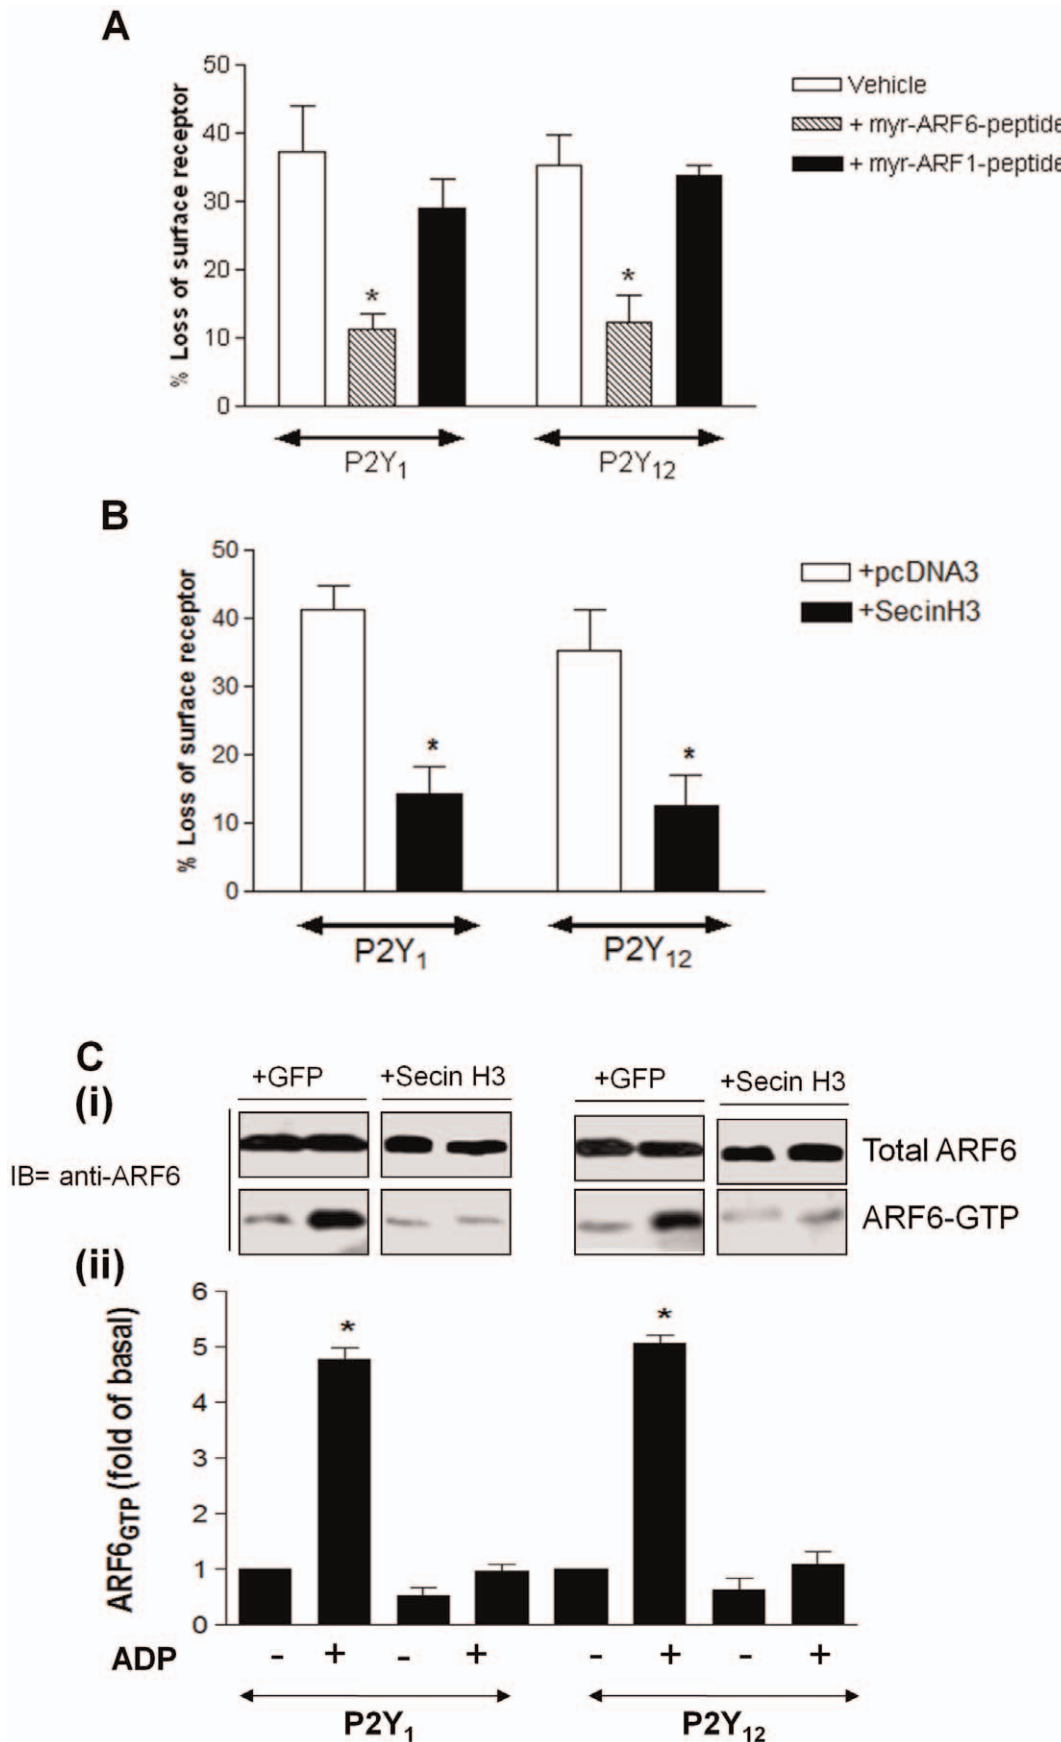 A
50
40
30
20
10
0
% Loss of surface receptor
Vehicle
+ myr-ARF6-peptide
+ myr-ARF1-peptide
*
*
P2Y1
P2Y12
B
50
40
30
20
10
0
% Loss of surface receptor
+pcDNA3
+SecinH3
*
*
P2Y1
P2Y12
C
(i)
+GFP
+Secin H3
+GFP
+Secin H3
IB= anti-ARF6
Total ARF6
ARF6-GTP
(ii)
6
5
4
3
2
1
0
ARF6GTP (fold of basal)
*
*
ADP
- + - + - + - +
P2Y1
P2Y12